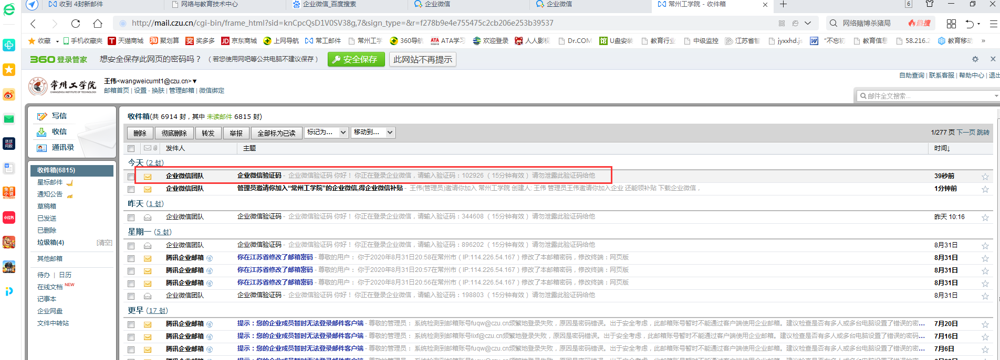 收到 4封新邮件
网络与教育技术中心
企业微信_百度搜索
企业微信
企业微信
常州工学院 - 收件箱
6
http://mail.czu.cn/cgi-bin/frame_html?sid=knCpcQsD1V0SV38g,7&sign_type=&r=f278b9e4e755475c2cb206e253b39537
网络赌博杀猪局
热搜
收藏 手机收藏夹 天猫商城 聚划算 奖多多 京东商城 上网导航 常工邮件 常州工学 360导航 ATA学习 欢迎登录 人人影视 Dr.COM U盘安装 教育行业 中级监控 江苏省智 jyxxhd.js "不忘初 教育信息 58.216.2 教育移动 »
360登录管家 想安全保存此网页的密码吗？ （若您使用网吧等公共电脑不建议保存） 安全保存 此网站不再提示
自助查询 | 联系客服 | 帮助中心 | 退出
常州工学院
CHANGZHOU INSTITUTE OF TECHNOLOGY
王伟<wangweicumt1@czu.cn>▼
邮箱首页 | 设置 - 换肤 | 管理邮箱 | 微信绑定
邮件全文搜索...
写信
收信
通讯录
收件箱(6815)
星标邮件
通知公告
草稿箱
已发送
已删除
垃圾箱(4) [清空]
其他邮箱
待办 | 日历
在线文档 NEW
记事本
企业网盘
文件中转站
收件箱(共 6914 封，其中 未读邮件 6815 封)
删除 彻底删除 转发 举报 全部标为已读 标记为... 移动到...
1/277 页 下一页 跳转
发件人 主题 时间↓
今天 (2 封)
企业微信团队 企业微信验证码 - 企业微信验证码 你好！ 你正在登录企业微信，请输入验证码：102926 （15分钟有效） 请勿泄露此验证码给他 39秒前
企业微信团队 管理员邀请你加入“常州工学院”的企业微信,得企业微信补贴 - 王伟(管理员)邀请你加入 常州工学院 创建人: 王伟 管理员王伟邀请你加入企业 还能领补贴 下载企业微信， 1分钟前
昨天 (1 封)
企业微信团队 企业微信验证码 - 企业微信验证码 你好！ 你正在登录企业微信，请输入验证码：344608 （15分钟有效） 请勿泄露此验证码给他 昨天 10:16
星期一 (5 封)
企业微信团队 企业微信验证码 - 企业微信验证码 你好！ 你正在登录企业微信，请输入验证码：896202 （15分钟有效） 请勿泄露此验证码给他 8月31日
腾讯企业邮箱 你在江苏省修改了邮箱密码 - 尊敬的用户： 你于2020年8月31日20:58在常州市（IP:114.226.54.167）修改了本邮箱密码，修改终端：网页版 8月31日
腾讯企业邮箱 你在江苏省修改了邮箱密码 - 尊敬的用户： 你于2020年8月31日20:57在常州市（IP:114.226.54.167）修改了本邮箱密码，修改终端：网页版 8月31日
腾讯企业邮箱 你在江苏省修改了邮箱密码 - 尊敬的用户： 你于2020年8月31日20:56在常州市（IP:114.226.54.167）修改了本邮箱密码，修改终端：网页版 8月31日
企业微信团队 企业微信验证码 - 企业微信验证码 你好！ 你正在登录企业微信，请输入验证码：198803 （15分钟有效） 请勿泄露此验证码给他 8月31日
更早 (17 封)
腾讯企业邮箱 提示：您的企业成员暂时无法登录邮件客户端 - 尊敬的管理员： 系统检测到邮箱账号fuqw@czu.cn频繁地登录失败，原因是密码错误。出于安全考虑，此邮箱账号暂时不能通过客户端使用企业邮箱。建议检查是否有多人或多台电脑设置了错误的密... 7月20日
腾讯企业邮箱 提示：您的企业成员暂时无法登录邮件客户端 - 尊敬的管理员： 系统检测到邮箱账号lixf@czu.cn频繁地登录失败，原因是密码错误。出于安全考虑，此邮箱账号暂时不能通过客户端使用企业邮箱。建议检查是否有多人或多台电脑设置了错误的密码... 7月16日
腾讯企业邮箱 提示：您的企业成员暂时无法登录邮件客户端 - 尊敬的管理员： 系统检测到邮箱账号fuqw@czu.cn频繁地登录失败，原因是密码错误。出于安全考虑，此邮箱账号暂时不能通过客户端使用企业邮箱。建议检查是否有多人或多台电脑设置了错误的密... 7月6日